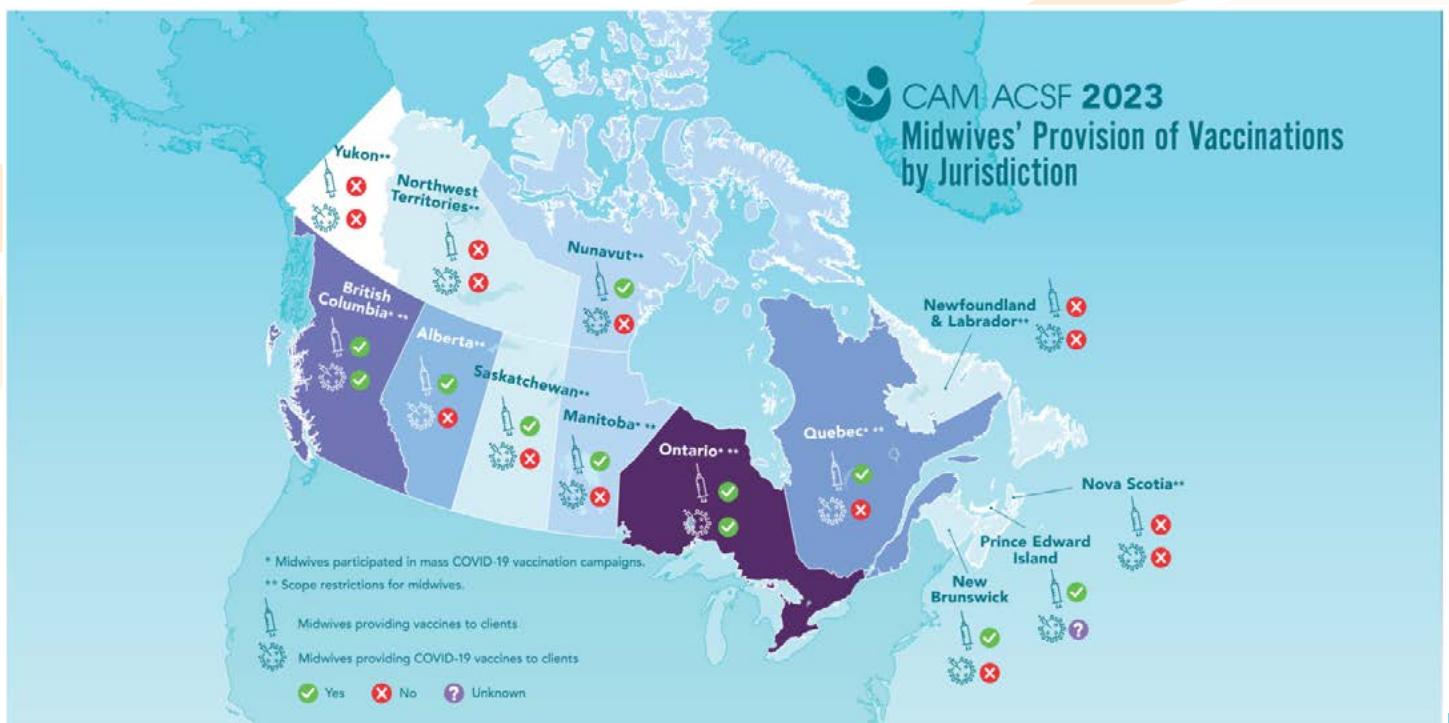 CAM ACSF 2023
Midwives' Provision of Vaccinations
by Jurisdiction
Yukon**
Northwest
Territories**
Nunavut**
British
Columbia* **
Alberta**
Saskatchewan**
Manitoba* **
Ontario* **
Quebec* **
Newfoundland
& Labrador**
Nova Scotia**
Prince Edward
Island
New
Brunswick
* Midwives participated in mass COVID-19 vaccination campaigns.
** Scope restrictions for midwives.
Midwives providing vaccines to clients
Midwives providing COVID-19 vaccines to clients
Yes No ? Unknown